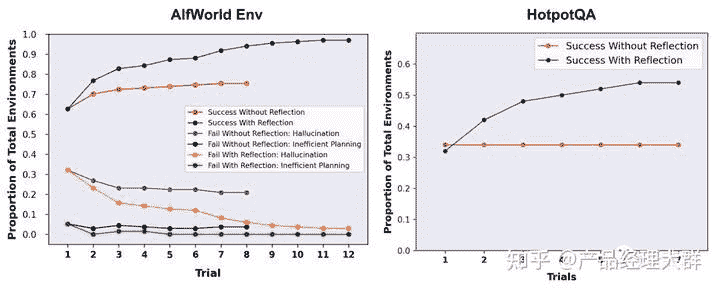 AlfWorld Env
HotpotQA
Proportion of Total Environments
1.0
0.9
0.8
0.7
0.6
0.5
0.4
0.3
0.2
0.1
0.0
Success Without Reflection
Success With Reflection
Fail Without Reflection: Hallucination
Fail Without Reflection: Inefficient Planning
Fail With Reflection: Hallucination
Fail With Reflection: Inefficient Planning
1 2 3 4 5 6 7 8 9 10 11 12
Trial
Proportion of Total Environments
0.6
0.5
0.4
0.3
0.2
0.1
0.0
Success Without Reflection
Success With Reflection
1 2 3 4 5 6 7
Trials
知乎 @产品经理大群